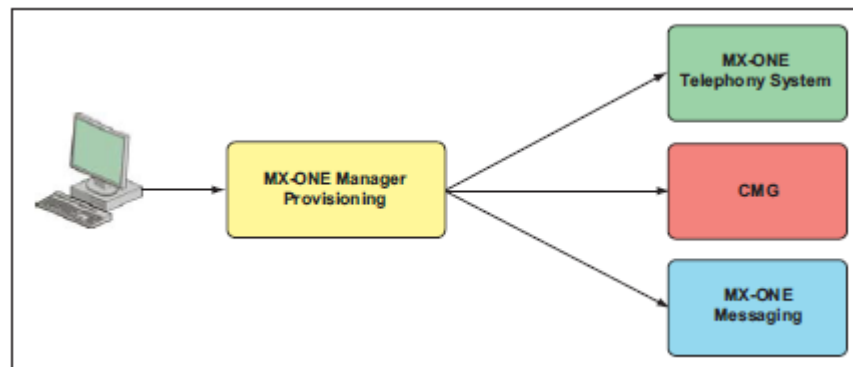 MX-ONE Manager
Provisioning
MX-ONE
Telephony System
CMG
MX-ONE
Messaging